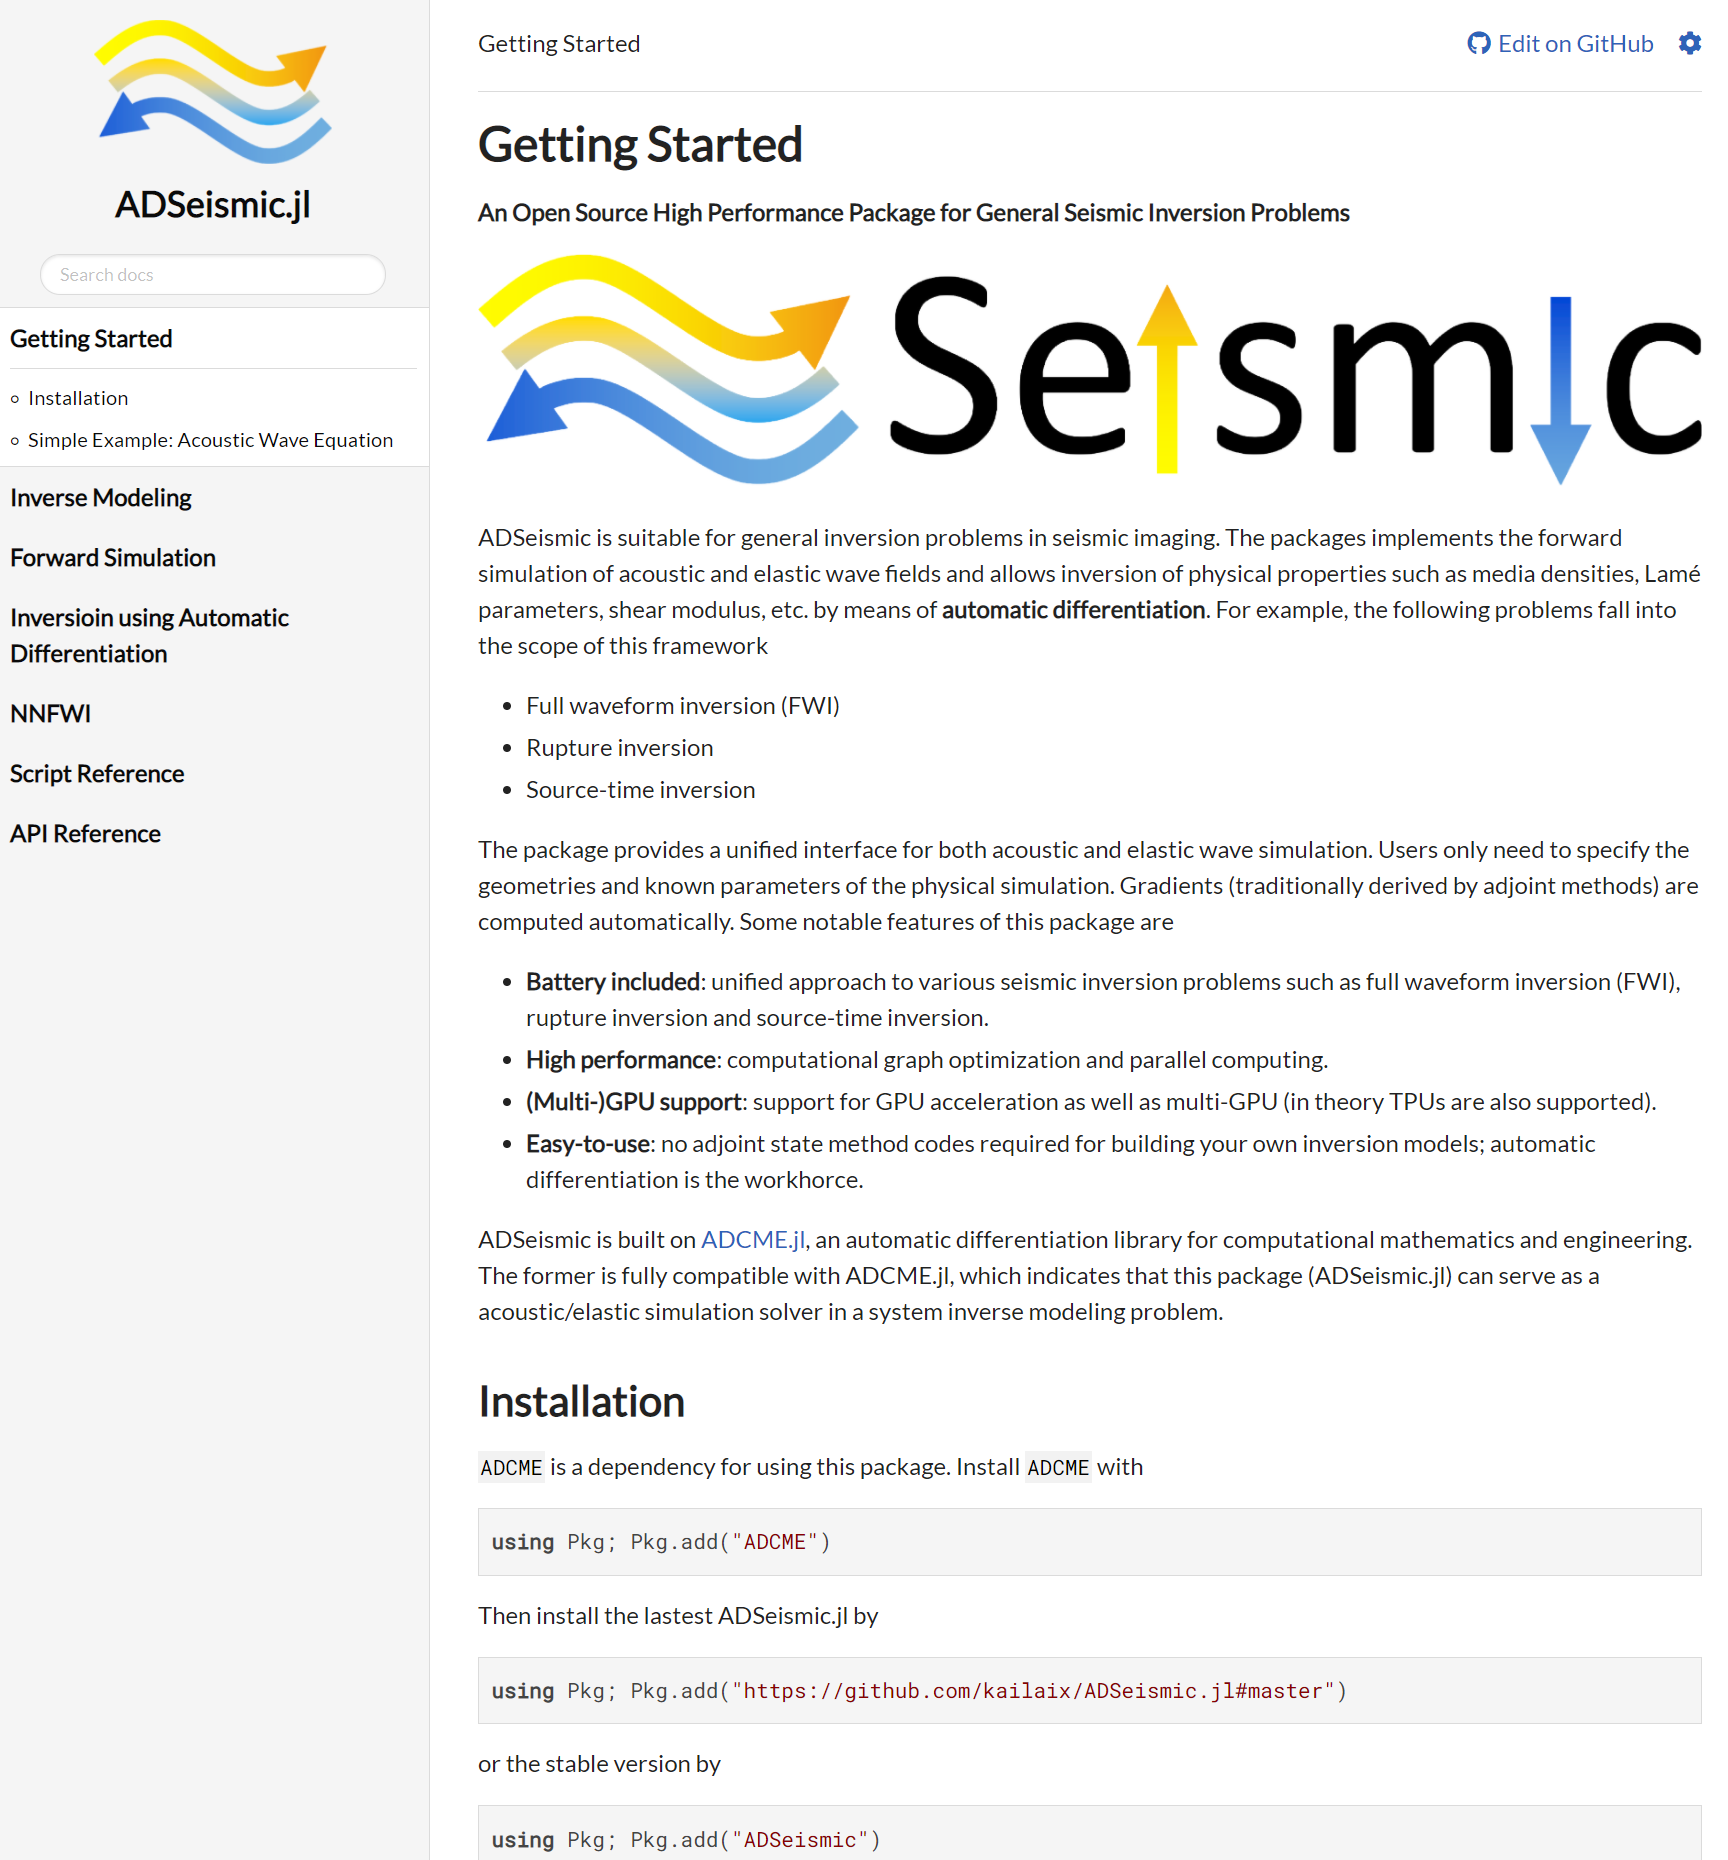 ADSeismic.jl
Search docs
Getting Started
Installation
Simple Example: Acoustic Wave Equation
Inverse Modeling
Forward Simulation
Inversioin using Automatic
Differentiation
NNFWI
Script Reference
API Reference
Getting Started
Edit on GitHub
Getting Started
An Open Source High Performance Package for General Seismic Inversion Problems
Seismic
ADSeismic is suitable for general inversion problems in seismic imaging. The packages implements the forward
simulation of acoustic and elastic wave fields and allows inversion of physical properties such as media densities, Lamé
parameters, shear modulus, etc. by means of automatic differentiation. For example, the following problems fall into
the scope of this framework
• Full waveform inversion (FWI)
• Rupture inversion
• Source-time inversion
The package provides a unified interface for both acoustic and elastic wave simulation. Users only need to specify the
geometries and known parameters of the physical simulation. Gradients (traditionally derived by adjoint methods) are
computed automatically. Some notable features of this package are
• Battery included: unified approach to various seismic inversion problems such as full waveform inversion (FWI),
rupture inversion and source-time inversion.
• High performance: computational graph optimization and parallel computing.
• (Multi-)GPU support: support for GPU acceleration as well as multi-GPU (in theory TPUs are also supported).
• Easy-to-use: no adjoint state method codes required for building your own inversion models; automatic
differentiation is the workhorce.
ADSeismic is built on ADCME.jl, an automatic differentiation library for computational mathematics and engineering.
The former is fully compatible with ADCME.jl, which indicates that this package (ADSeismic.jl) can serve as a
acoustic/elastic simulation solver in a system inverse modeling problem.
Installation
ADCME is a dependency for using this package. Install ADCME with
using Pkg; Pkg.add("ADCME")
Then install the lastest ADSeismic.jl by
using Pkg; Pkg.add("https://github.com/kailaix/ADSeismic.jl#master")
or the stable version by
using Pkg; Pkg.add("ADSeismic")